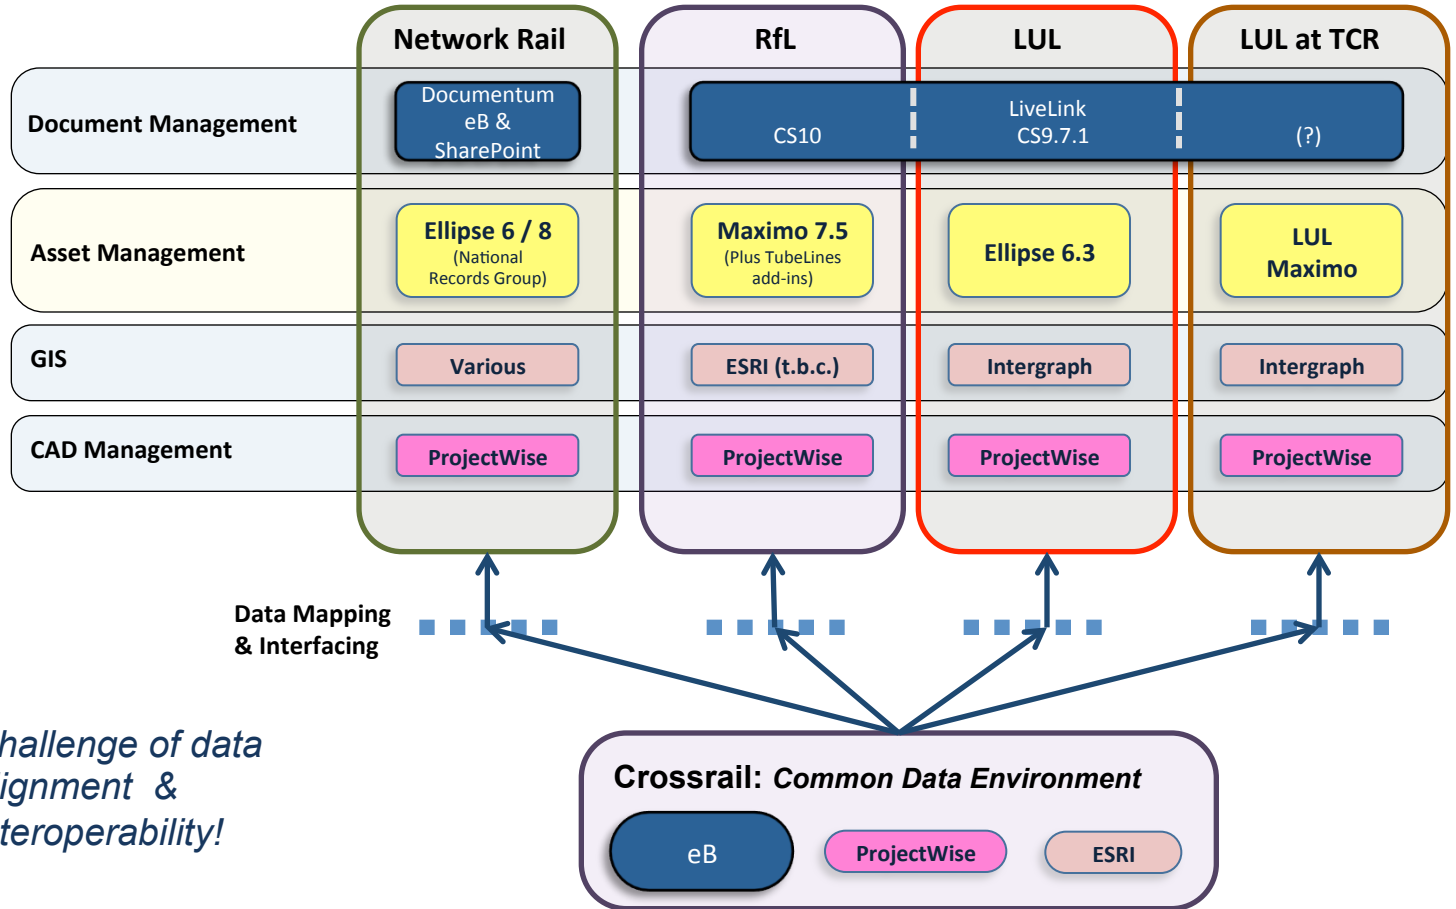 Network Rail
RfL
LUL
LUL at TCR
Document Management
Documentum
eB &
SharePoint
CS10
LiveLink
CS9.7.1
(?)
Asset Management
Ellipse 6 / 8
(National
Records Group)
Maximo 7.5
(Plus TubeLines
add-ins)
Ellipse 6.3
LUL
Maximo
GIS
Various
ESRI (t.b.c.)
Intergraph
Intergraph
CAD Management
ProjectWise
ProjectWise
ProjectWise
ProjectWise
Data Mapping
& Interfacing
hallenge of data
ignment &
teroperability!
Crossrail: Common Data Environment
eB
ProjectWise
ESRI